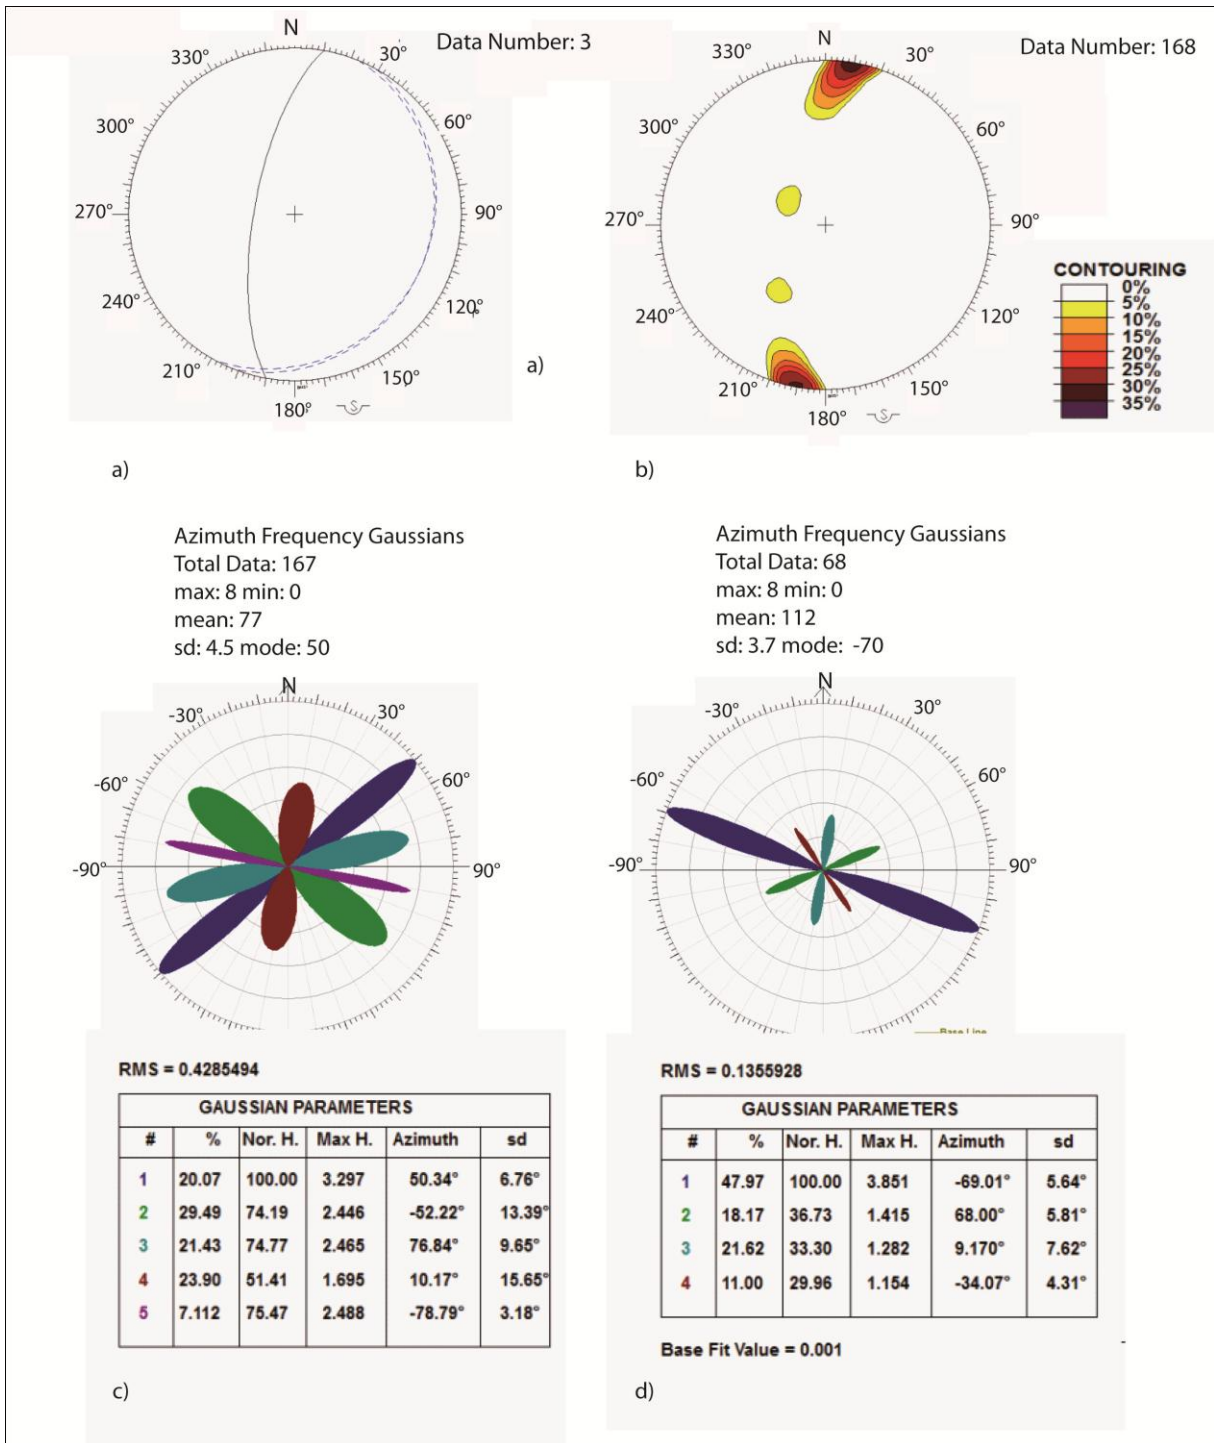 N
Data Number: 3
330°
30°
300°
60°
270°
90°
240°
120°
210°
150°
180°
S
a)
a)
N
Data Number: 168
330°
30°
300°
60°
270°
90°
240°
120°
210°
150°
180°
S
CONTOURING
0%
5%
10%
15%
20%
25%
30%
35%
b)
Azimuth Frequency Gaussians
Total Data: 167
max: 8 min: 0
mean: 77
sd: 4.5 mode: 50
N
-30°
30°
-60°
60°
-90°
90°
RMS = 0.4285494
GAUSSIAN PARAMETERS
# % Nor. H. Max H. Azimuth sd
1 20.07 100.00 3.297 50.34° 6.76°
2 29.49 74.19 2.446 -52.22° 13.39°
3 21.43 74.77 2.465 76.84° 9.65°
4 23.90 51.41 1.695 10.17° 15.65°
5 7.112 75.47 2.488 -78.79° 3.18°
c)
Azimuth Frequency Gaussians
Total Data: 68
max: 8 min: 0
mean: 112
sd: 3.7 mode: -70
N
-30°
30°
-60°
60°
-90°
90°
Base Line
RMS = 0.1355928
GAUSSIAN PARAMETERS
# % Nor. H. Max H. Azimuth sd
1 47.97 100.00 3.851 -69.01° 5.64°
2 18.17 36.73 1.415 68.00° 5.81°
3 21.62 33.30 1.282 9.170° 7.62°
4 11.00 29.96 1.154 -34.07° 4.31°
Base Fit Value = 0.001
d)